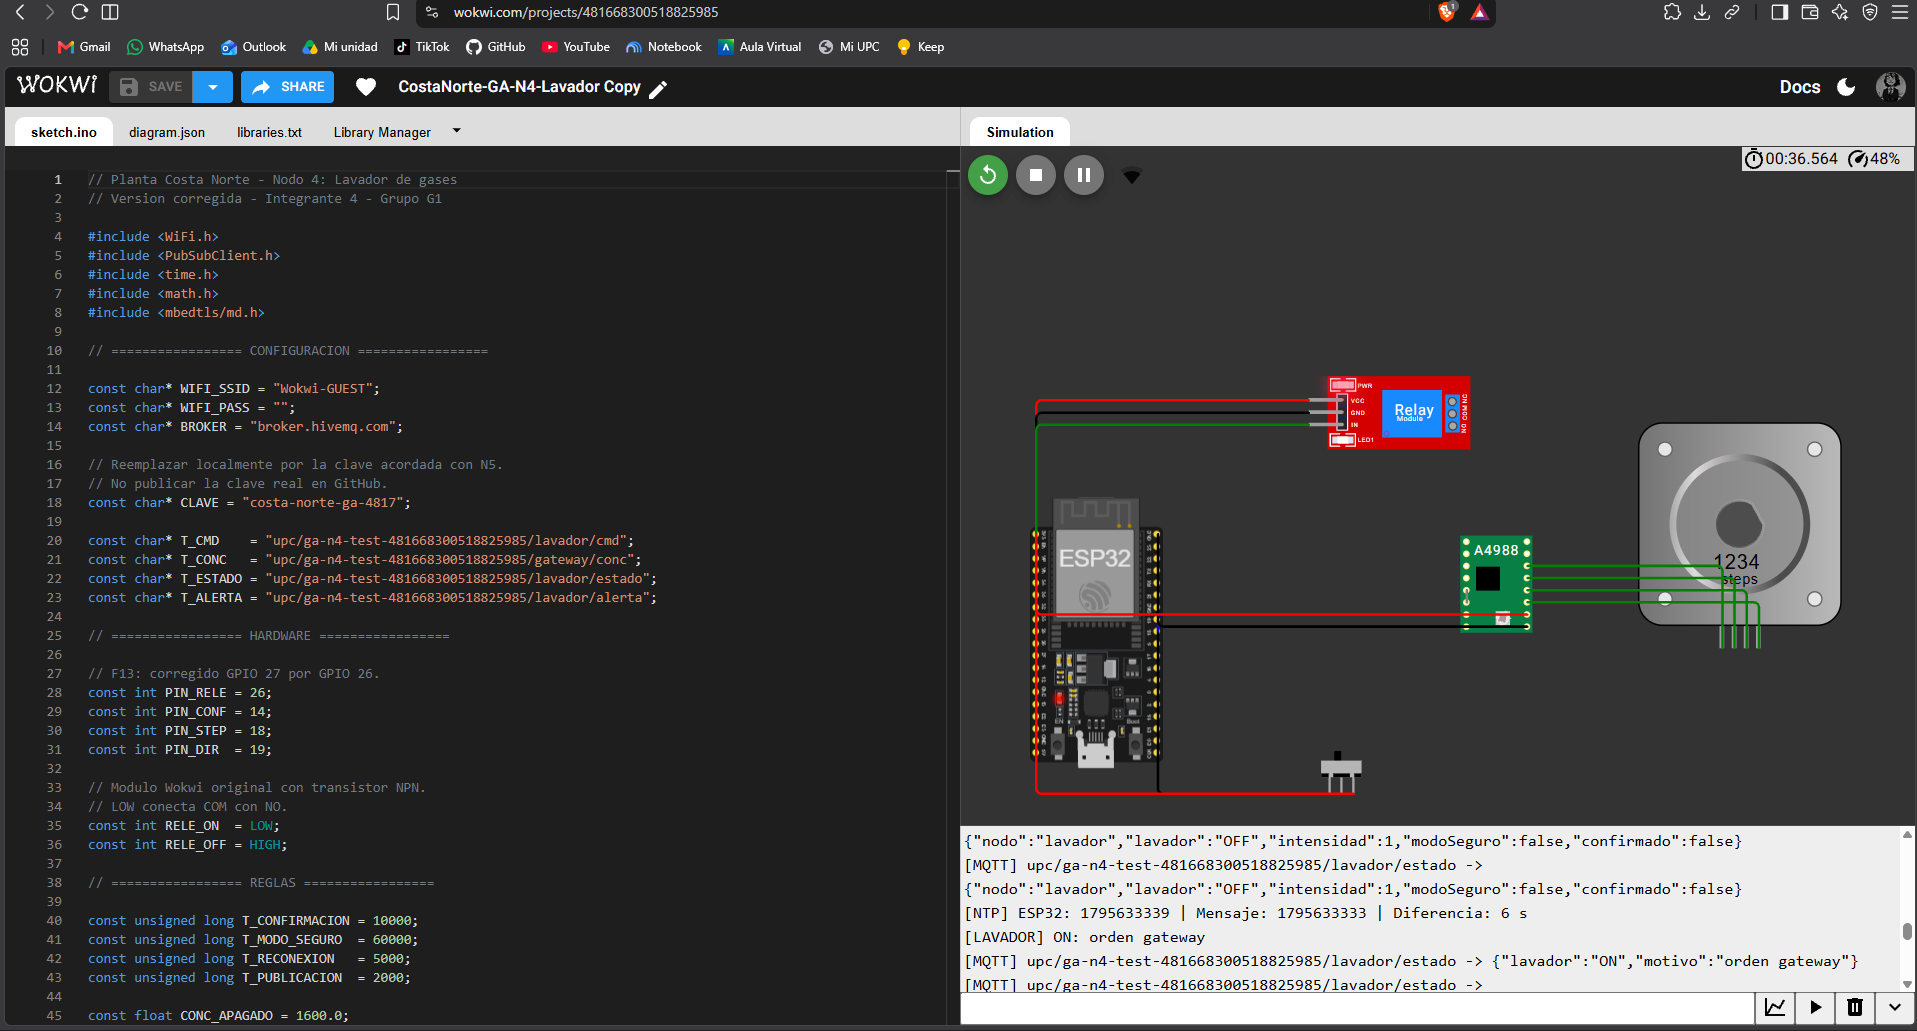 wokwi.com/projects/481668300518825985
1
Gmail
WhatsApp
Outlook
Mi unidad
TikTok
GitHub
YouTube
Notebook
Aula Virtual
Mi UPC
Keep
WOKWI
SAVE
SHARE
CostaNorte-GA-N4-Lavador Copy
Docs
sketch.ino
diagram.json
libraries.txt
Library Manager
1 // Planta Costa Norte - Nodo 4: Lavador de gases
2 // Version corregida - Integrante 4 - Grupo G1
3
4 #include <WiFi.h>
5 #include <PubSubClient.h>
6 #include <time.h>
7 #include <math.h>
8 #include <mbedtls/md.h>
9
10 // ================= CONFIGURACION =================
11
12 const char* WIFI_SSID = "Wokwi-GUEST";
13 const char* WIFI_PASS = "";
14 const char* BROKER = "broker.hivemq.com";
15
16 // Reemplazar localmente por la clave acordada con N5.
17 // No publicar la clave real en GitHub.
18 const char* CLAVE = "costa-norte-ga-4817";
19
20 const char* T_CMD    = "upc/ga-n4-test-481668300518825985/lavador/cmd";
21 const char* T_CONC   = "upc/ga-n4-test-481668300518825985/gateway/conc";
22 const char* T_ESTADO = "upc/ga-n4-test-481668300518825985/lavador/estado";
23 const char* T_ALERTA = "upc/ga-n4-test-481668300518825985/lavador/alerta";
24
25 // ================= HARDWARE =================
26
27 // F13: corregido GPIO 27 por GPIO 26.
28 const int PIN_RELE = 26;
29 const int PIN_CONF = 14;
30 const int PIN_STEP = 18;
31 const int PIN_DIR  = 19;
32
33 // Modulo Wokwi original con transistor NPN.
34 // LOW conecta COM con NO.
35 const int RELE_ON  = LOW;
36 const int RELE_OFF = HIGH;
37
38 // ================= REGLAS =================
39
40 const unsigned long T_CONFIRMACION = 10000;
41 const unsigned long T_MODO_SEGURO  = 60000;
42 const unsigned long T_RECONEXION   = 5000;
43 const unsigned long T_PUBLICACION  = 2000;
44
45 const float CONC_APAGADO = 1600.0;
Simulation
00:36.564
48%
PWR
VCC
GND
IN
LED1
Relay
Module
NO COM NC
ESP32
EN
Boot
A4988
1234
steps
{"nodo":"lavador","lavador":"OFF","intensidad":1,"modoSeguro":false,"confirmado":false}
[MQTT] upc/ga-n4-test-481668300518825985/lavador/estado ->
{"nodo":"lavador","lavador":"OFF","intensidad":1,"modoSeguro":false,"confirmado":false}
[NTP] ESP32: 1795633339 | Mensaje: 1795633333 | Diferencia: 6 s
[LAVADOR] ON: orden gateway
[MQTT] upc/ga-n4-test-481668300518825985/lavador/estado -> {"lavador":"ON","motivo":"orden gateway"}
[MQTT] upc/ga-n4-test-481668300518825985/lavador/estado ->